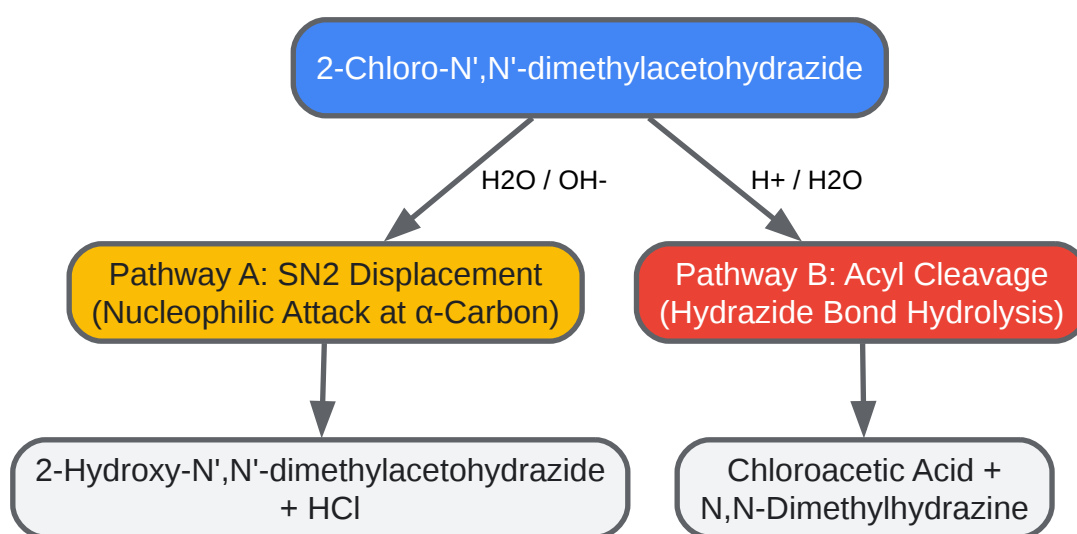 2-Chloro-N',N'-dimethylacetohydrazide
H2O / OH-
H+ / H2O
Pathway A: SN2 Displacement
(Nucleophilic Attack at α-Carbon)
Pathway B: Acyl Cleavage
(Hydrazide Bond Hydrolysis)
2-Hydroxy-N',N'-dimethylacetohydrazide
+ HCl
Chloroacetic Acid +
N,N-Dimethylhydrazine